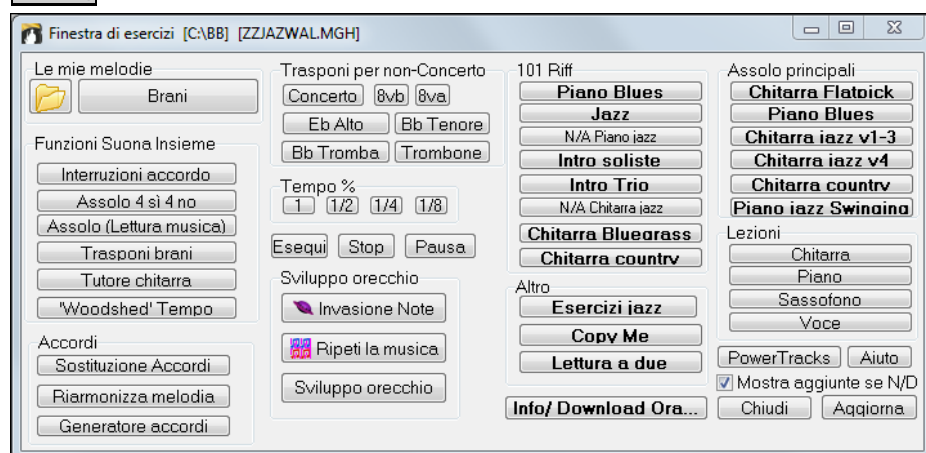 Finestra di esercizi [C:\BB] [ZZJAZWAL.MGH]
Le mie melodie
Brani
Funzioni Suona Insieme
Interruzioni accordo
Assolo 4 sì 4 no
Assolo (Lettura musica)
Trasponi brani
Tutore chitarra
'Woodshed' Tempo
Accordi
Sostituzione Accordi
Riarmonizza melodia
Generatore accordi
Trasponi per non-Concerto
Concerto 8vb 8va
Eb Alto Bb Tenore
Bb Tromba Trombone
Tempo %
1 1/2 1/4 1/8
Esequi Stop Pausa
Sviluppo orecchio
Invasione Note
Ripeti la musica
Sviluppo orecchio
101 Riff
Piano Blues
Jazz
N/A Piano jazz
Intro soliste
Intro Trio
N/A Chitarra jazz
Chitarra Bluegrass
Chitarra country
Altro
Esercizi jazz
Copy Me
Lettura a due
Info/ Download Ora...
Assolo principali
Chitarra Flatpick
Piano Blues
Chitarra jazz v1-3
Chitarra jazz v4
Chitarra country
Piano jazz Swinging
Lezioni
Chitarra
Piano
Sassofono
Voce
PowerTracks Aiuto
Mostra aggiunte se N/D
Chiudi Aggiorna